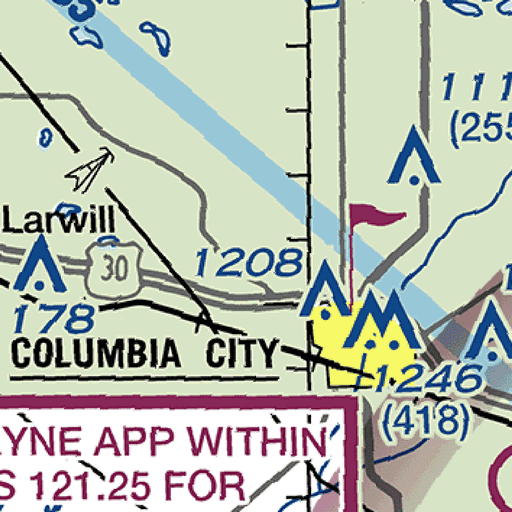 111
(255
Larwill
30
1208
178
COLUMBIA CITY
1246
(418)
YNE APP WITHIN
S 121.25 FOR